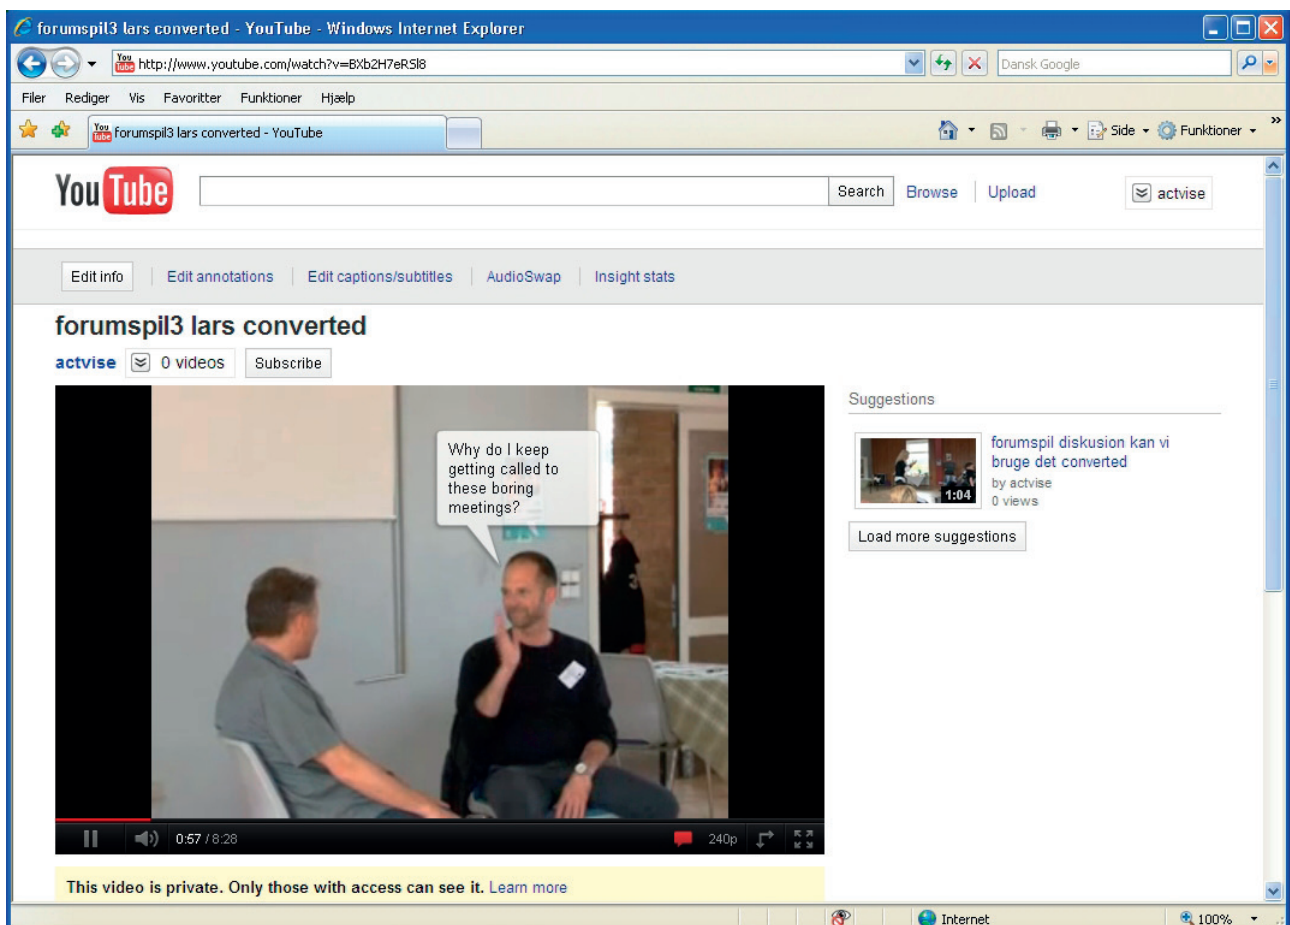 forumspil3 lars converted - YouTube - Windows Internet Explorer
http://www.youtube.com/watch?v=BXb2H7eRSl8
Dansk Google
Filer Rediger Vis Favoritter Funktioner Hjælp
You Tube forumspil3 lars converted - YouTube
Side Funktioner
YouTube Search Browse Upload actvise
Edit info Edit annotations Edit captions/subtitles AudioSwap Insight stats
forumspil3 lars converted
actvise 0 videos Subscribe
Why do I keep
getting called to
these boring
meetings?
0:57 / 8:28 240p
This video is private. Only those with access can see it. Learn more
Suggestions
forumspil diskusion kan vi
bruge det converted
by actvise
0 views
1:04
Load more suggestions
Internet 100%